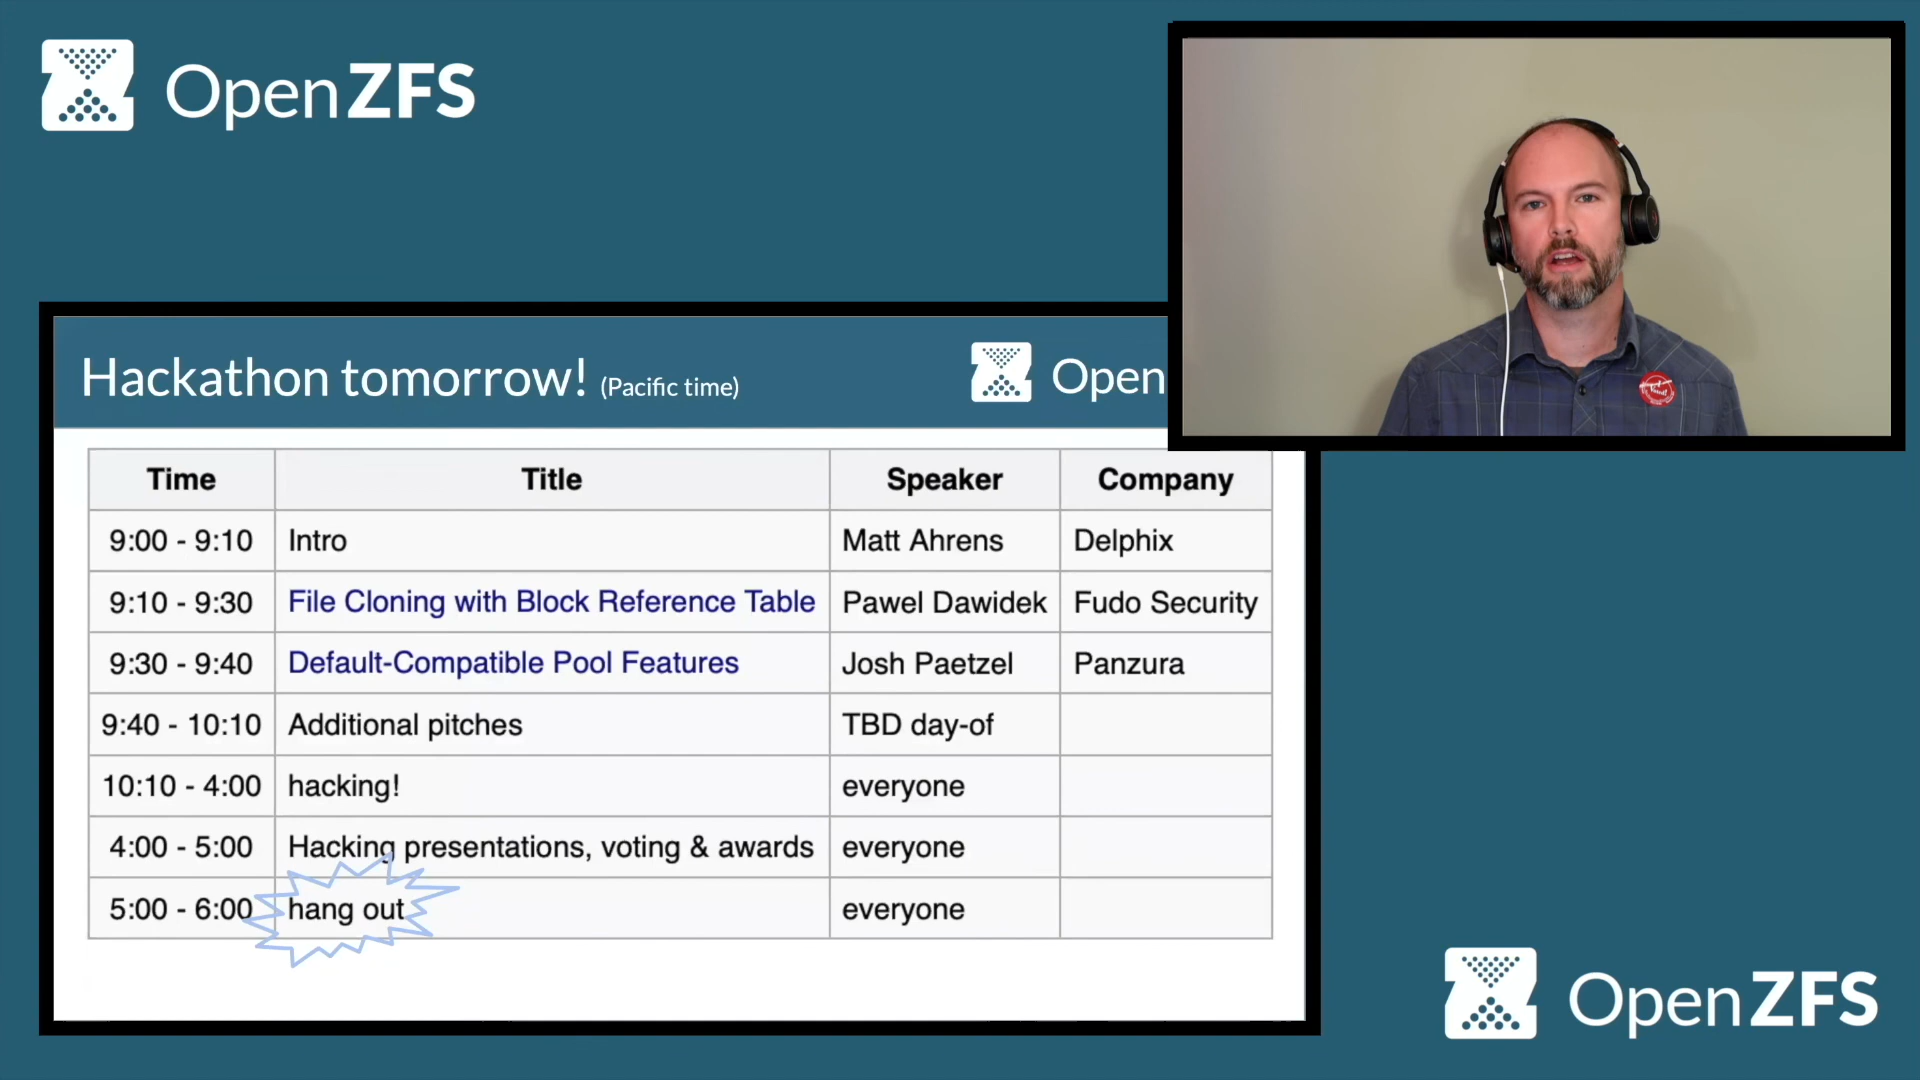 OpenZFS
Hackathon tomorrow! (Pacific time)
Open
Time Title Speaker Company
9:00 - 9:10 Intro Matt Ahrens Delphix
9:10 - 9:30 File Cloning with Block Reference Table Pawel Dawidek Fudo Security
9:30 - 9:40 Default-Compatible Pool Features Josh Paetzel Panzura
9:40 - 10:10 Additional pitches TBD day-of
10:10 - 4:00 hacking! everyone
4:00 - 5:00 Hacking presentations, voting & awards everyone
5:00 - 6:00 hang out everyone
OpenZFS